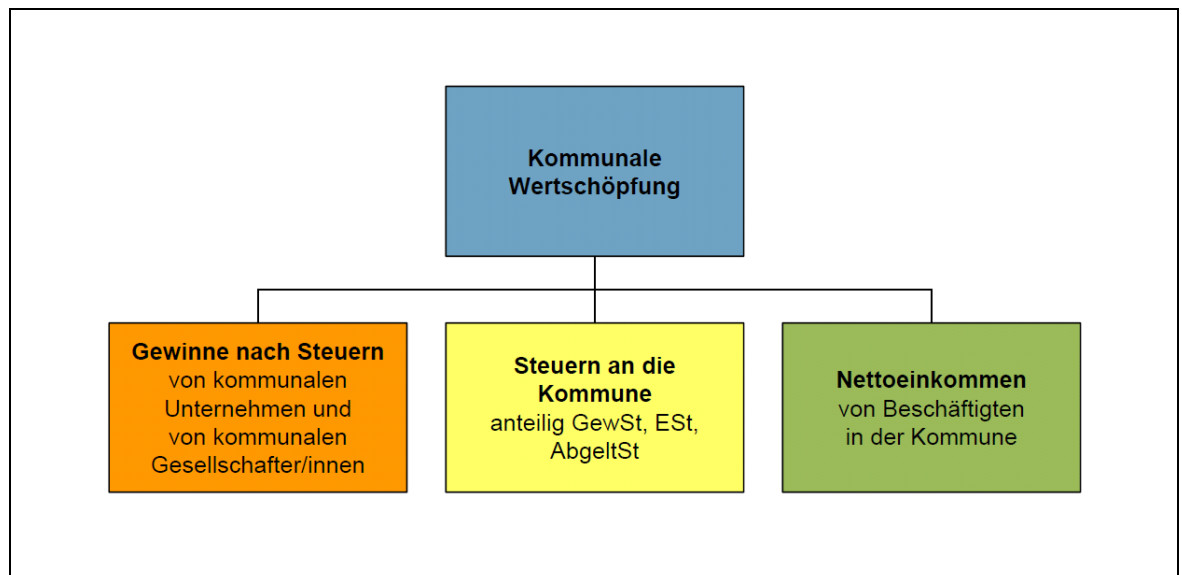 Kommunale
Wertschöpfung
Gewinne nach Steuern
von kommunalen
Unternehmen und
von kommunalen
Gesellschafter/innen
Steuern an die
Kommune
anteilig GewSt, ESt,
AbgeltSt
Nettoeinkommen
von Beschäftigten
in der Kommune